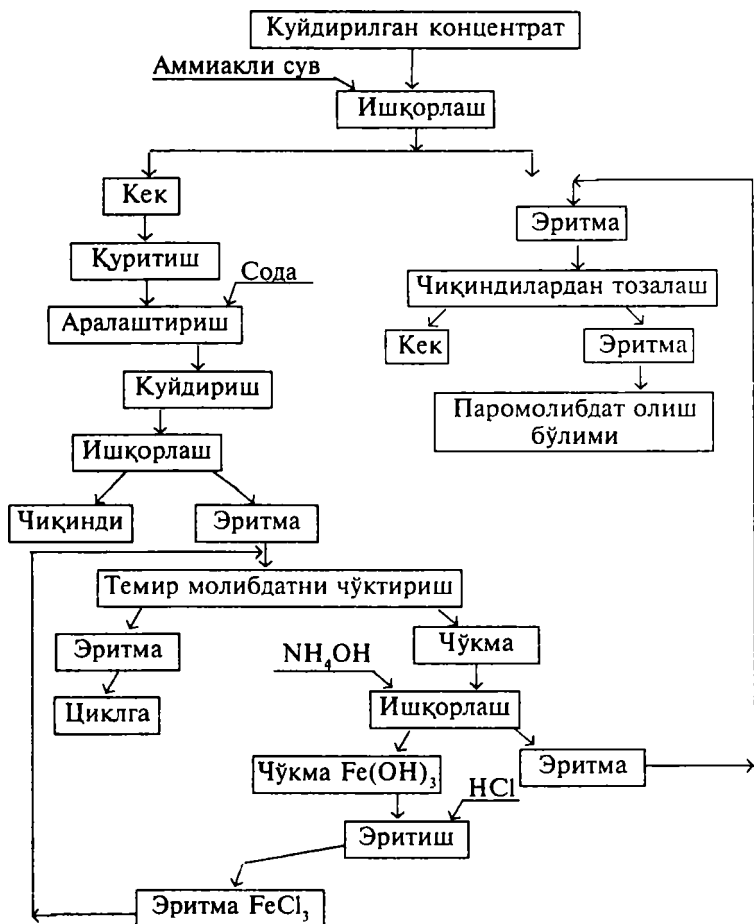 Куйдирилган концентрат
Аммиакли сув
Ишқорлаш
Кек
Эритма
Қуритиш
Сода
Чиқиндилардан тозалаш
Аралаштириш
Кек
Эритма
Куйдириш
Паромолибдат олиш
бўлими
Ишқорлаш
Чиқинди
Эритма
Темир молибдатни чўктириш
Эритма
Чўкма
NH₄OH
Циклга
Ишқорлаш
Чўкма Fe(OH)₃
Эритма
HCl
Эритиш
Эритма FeCl₃